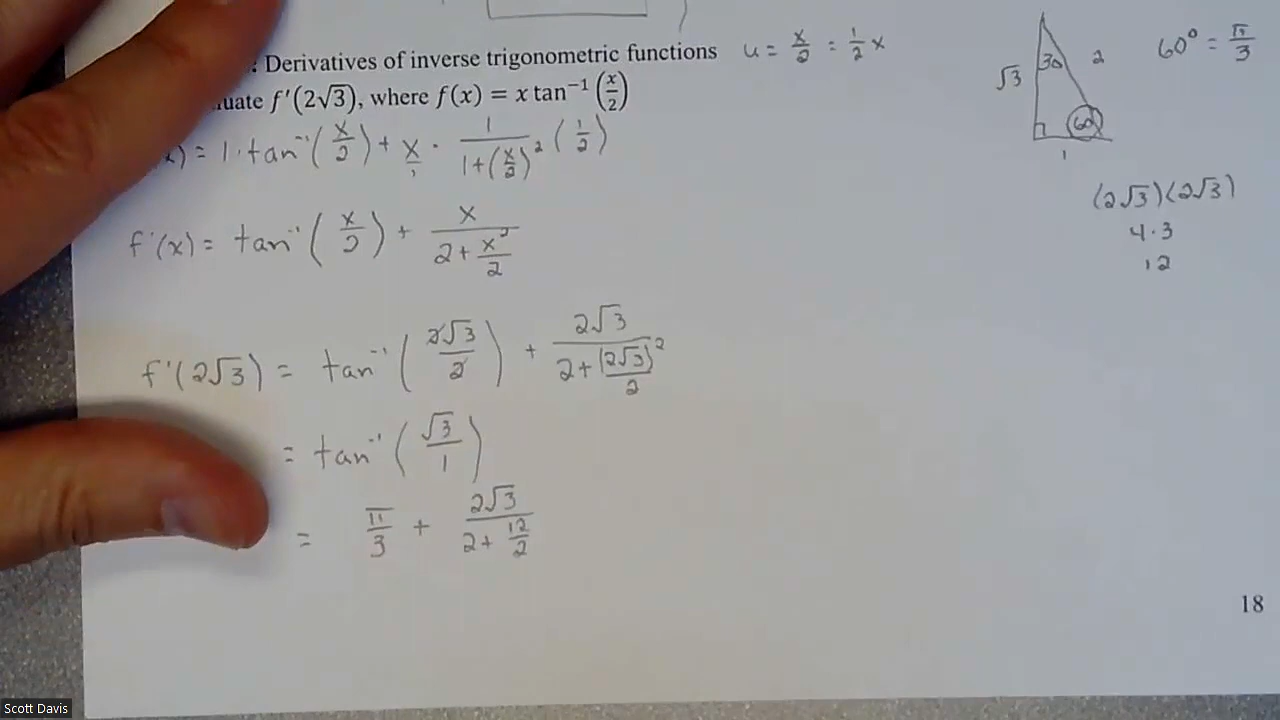 : Derivatives of inverse trigonometric functions
u = x/2 = 1/2 x
f'(2√3), where f(x) = x tan⁻¹(x/2)
) = 1·tan⁻¹(x/2) + x/1 · 1/(1+(x/2)²) (1/2)
f'(x) = tan⁻¹(x/2) + x/(2 + x²/2)
f'(2√3) = tan⁻¹(2√3/2) + 2√3/(2 + (2√3)²/2)
= tan⁻¹(√3/1)
= π/3 + 2√3/(2 + 12/2)
√3
30
2
60
1
60° = π/3
(2√3)(2√3)
4·3
12
18
Scott Davis